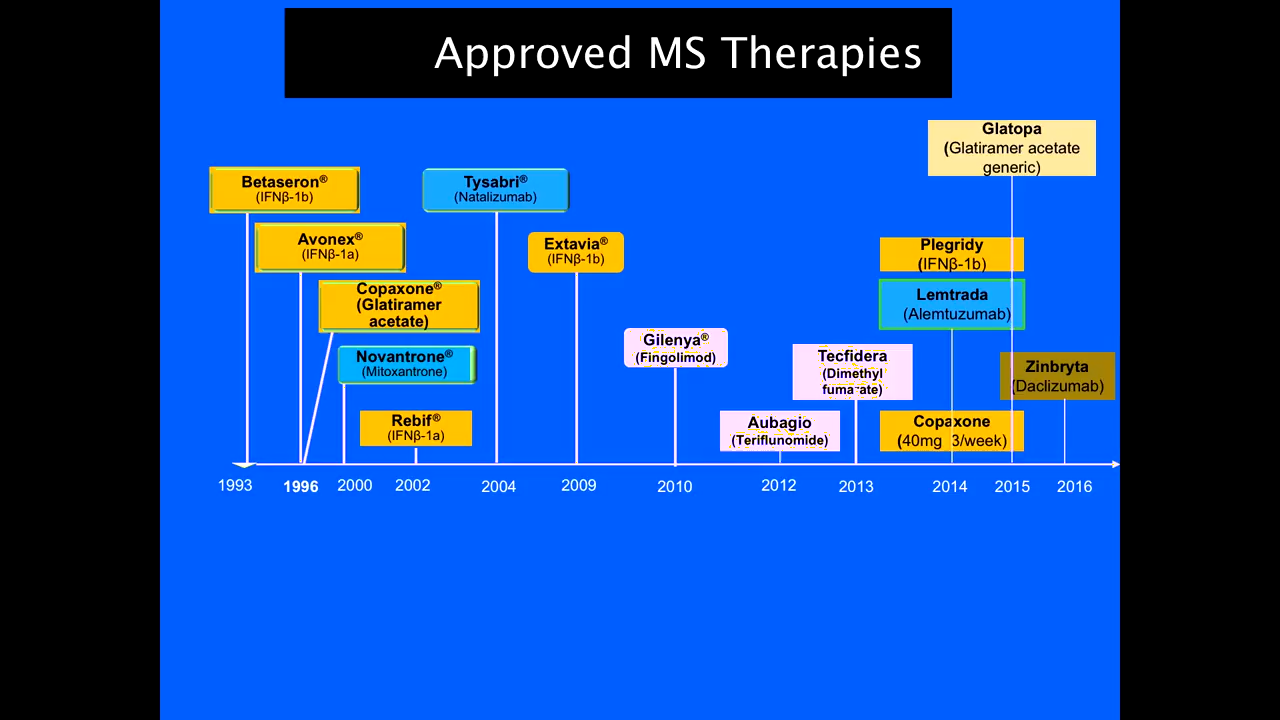 Approved MS Therapies
Glatopa
(Glatiramer acetate
generic)
Betaseron®
(IFNβ-1b)
Tysabri®
(Natalizumab)
Avonex®
(IFNβ-1a)
Extavia®
(IFNβ-1b)
Plegridy
(IFNβ-1b)
Copaxone®
(Glatiramer
acetate)
Lemtrada
(Alemtuzumab)
Gilenya®
(Fingolimod)
Novantrone®
(Mitoxantrone)
Tecfidera
(Dimethyl
fumarate)
Zinbryta
(Daclizumab)
Rebif®
(IFNβ-1a)
Aubagio
(Teriflunomide)
Copaxone
(40mg 3/week)
1993 1996 2000 2002 2004 2009 2010 2012 2013 2014 2015 2016